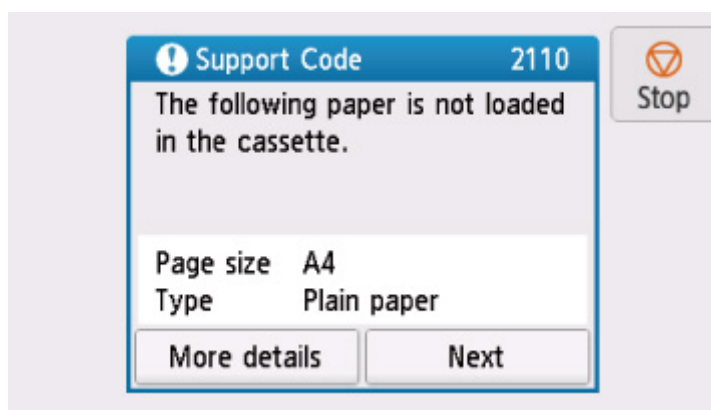 Support Code 2110
Stop
The following paper is not loaded
in the cassette.
Page size A4
Type Plain paper
More details Next